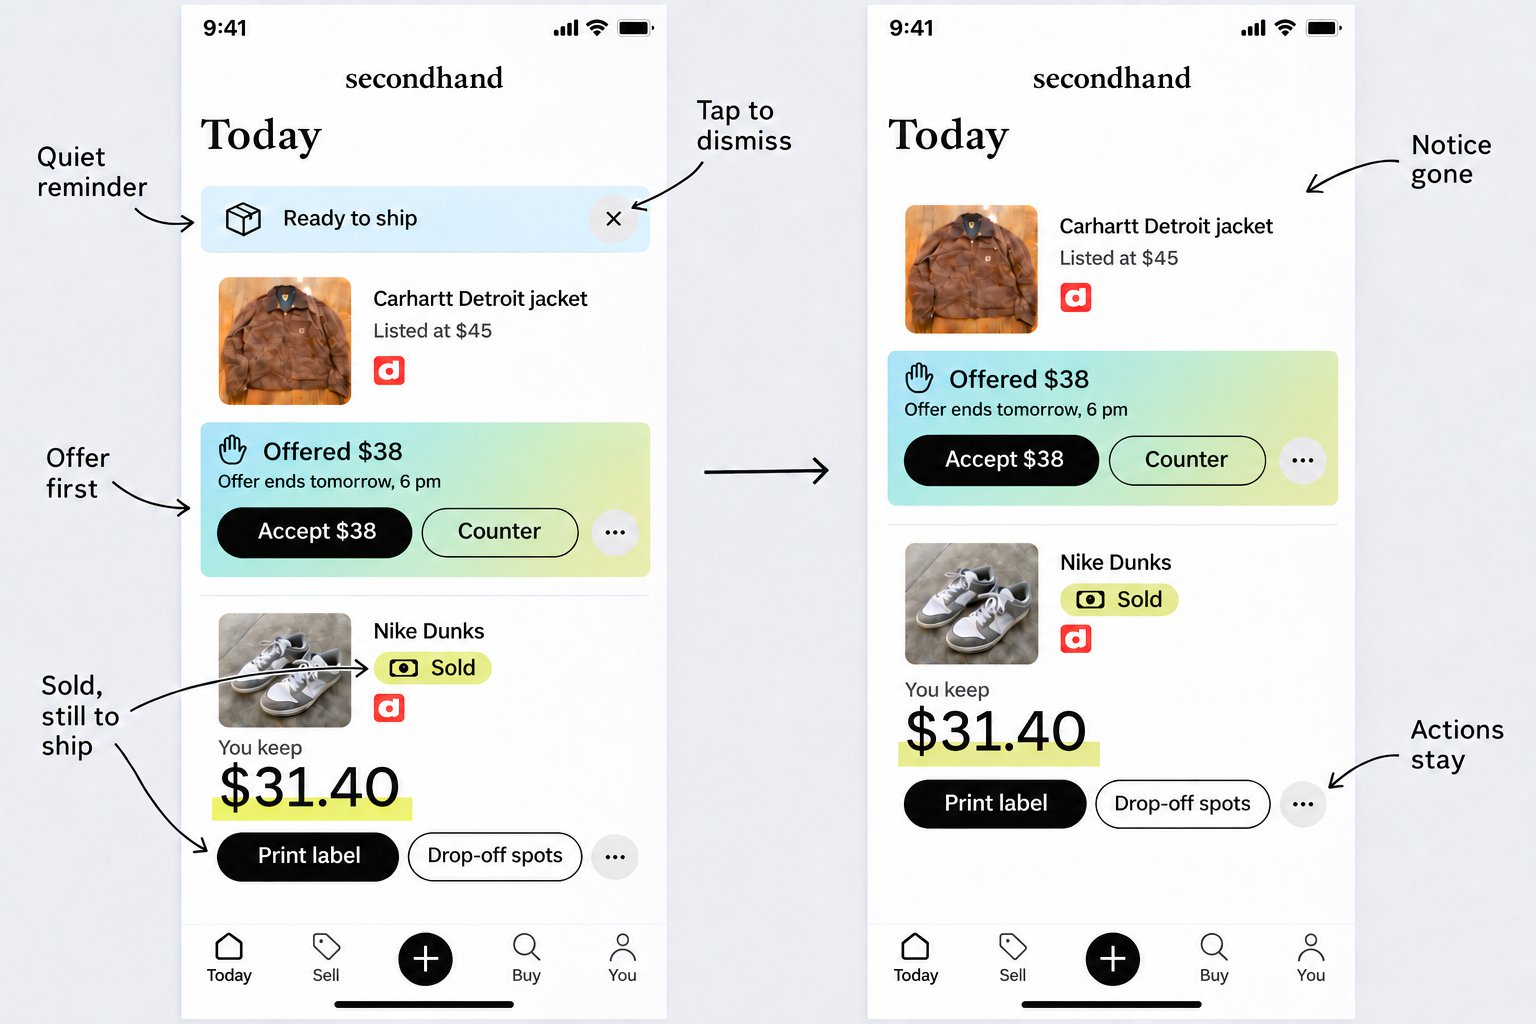 9:41
secondhand
Today
Quiet
reminder
Ready to ship
Tap to
dismiss
Carhartt Detroit jacket
Listed at $45
d
Offer
first
Offered $38
Offer ends tomorrow, 6 pm
Accept $38
Counter
Sold,
still to
ship
Nike Dunks
Sold
d
You keep
$31.40
Print label
Drop-off spots
Today
Sell
Buy
You
9:41
secondhand
Today
Notice
gone
Carhartt Detroit jacket
Listed at $45
d
Offered $38
Offer ends tomorrow, 6 pm
Accept $38
Counter
Nike Dunks
Sold
d
You keep
$31.40
Actions
stay
Print label
Drop-off spots
Today
Sell
Buy
You